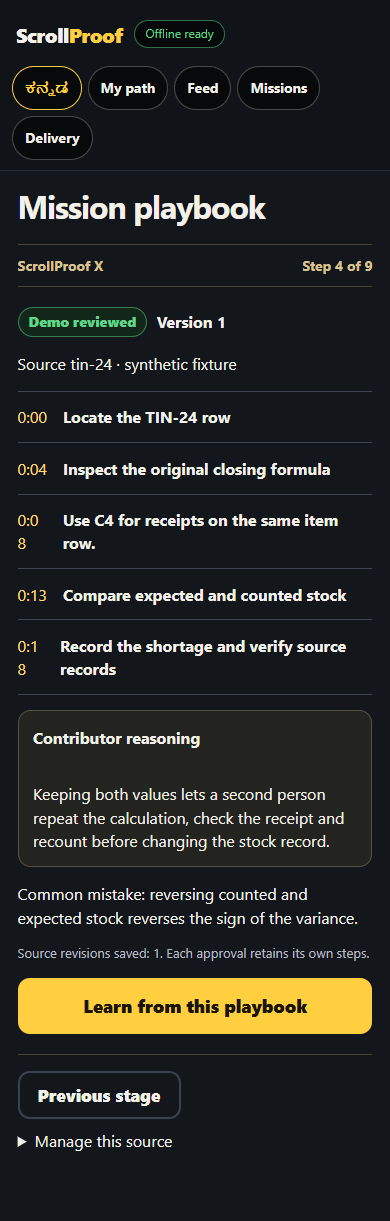 ScrollProof Offline ready
ಕನ್ನಡ My path Feed Missions
Delivery
Mission playbook
ScrollProof X Step 4 of 9
Demo reviewed Version 1
Source tin-24 · synthetic fixture
0:00 Locate the TIN-24 row
0:04 Inspect the original closing formula
0:0 Use C4 for receipts on the same item
8 row.
0:13 Compare expected and counted stock
0:1 Record the shortage and verify source
8 records
Contributor reasoning
Keeping both values lets a second person
repeat the calculation, check the receipt and
recount before changing the stock record.
Common mistake: reversing counted and
expected stock reverses the sign of the variance.
Source revisions saved: 1. Each approval retains its own steps.
Learn from this playbook
Previous stage
Manage this source